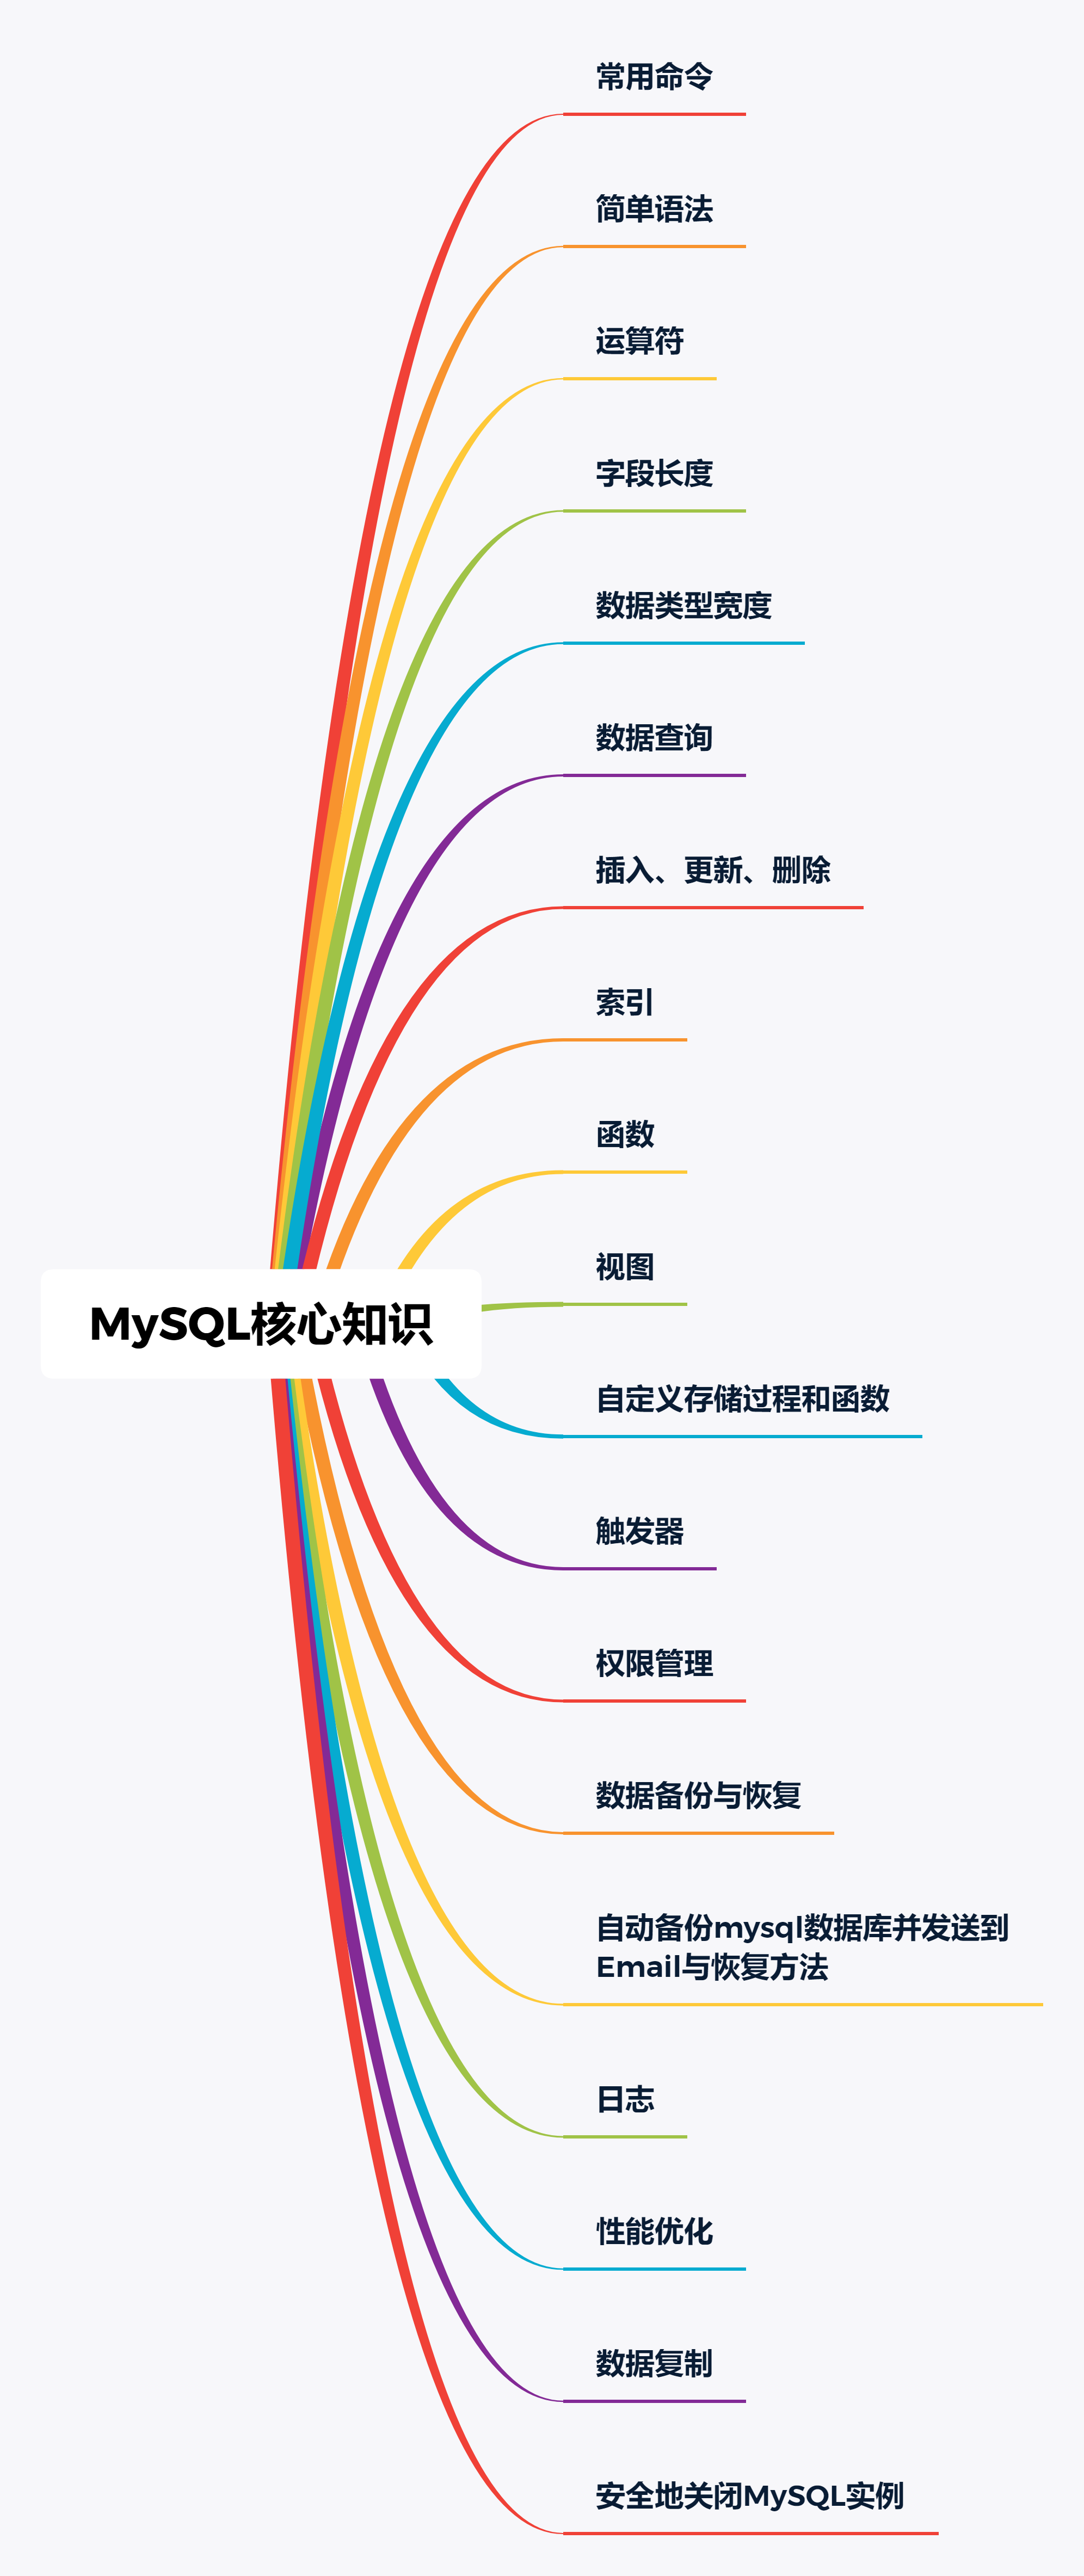 常用命令
简单语法
运算符
字段长度
数据类型宽度
数据查询
插入、更新、删除
索引
函数
视图
MySQL核心知识
自定义存储过程和函数
触发器
权限管理
数据备份与恢复
自动备份mysql数据库并发送到
Email与恢复方法
日志
性能优化
数据复制
安全地关闭MySQL实例